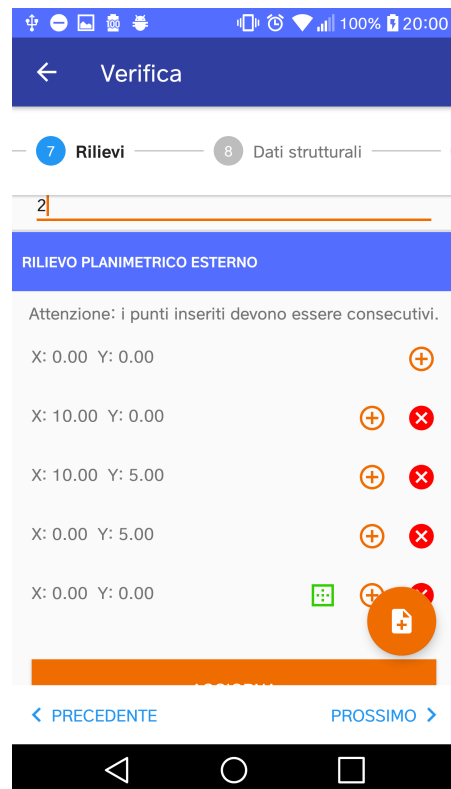 100% 20:00
Verifica
7 Rilievi 8 Dati strutturali
2
RILIEVO PLANIMETRICO ESTERNO
Attenzione: i punti inseriti devono essere consecutivi.
X: 0.00 Y: 0.00
X: 10.00 Y: 0.00
X: 10.00 Y: 5.00
X: 0.00 Y: 5.00
X: 0.00 Y: 0.00
PRECEDENTE PROSSIMO